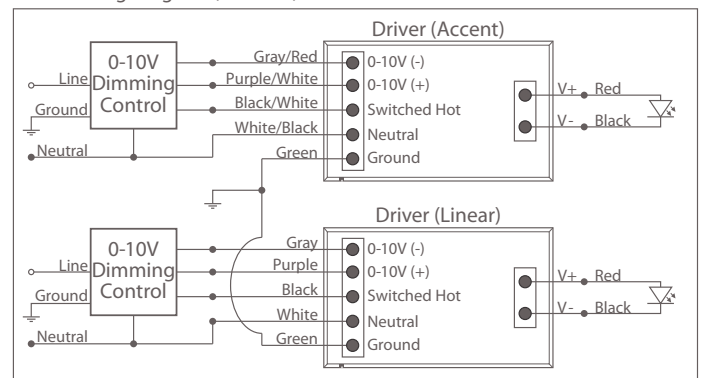 Driver (Accent)
0-10V
Dimming
Control
Line
Ground
Neutral
Gray/Red
Purple/White
Black/White
White/Black
Green
0-10V (-)
0-10V (+)
Switched Hot
Neutral
Ground
V+
Red
V-
Black
Driver (Linear)
0-10V
Dimming
Control
Line
Ground
Neutral
Gray
Purple
Black
White
Green
0-10V (-)
0-10V (+)
Switched Hot
Neutral
Ground
V+
Red
V-
Black